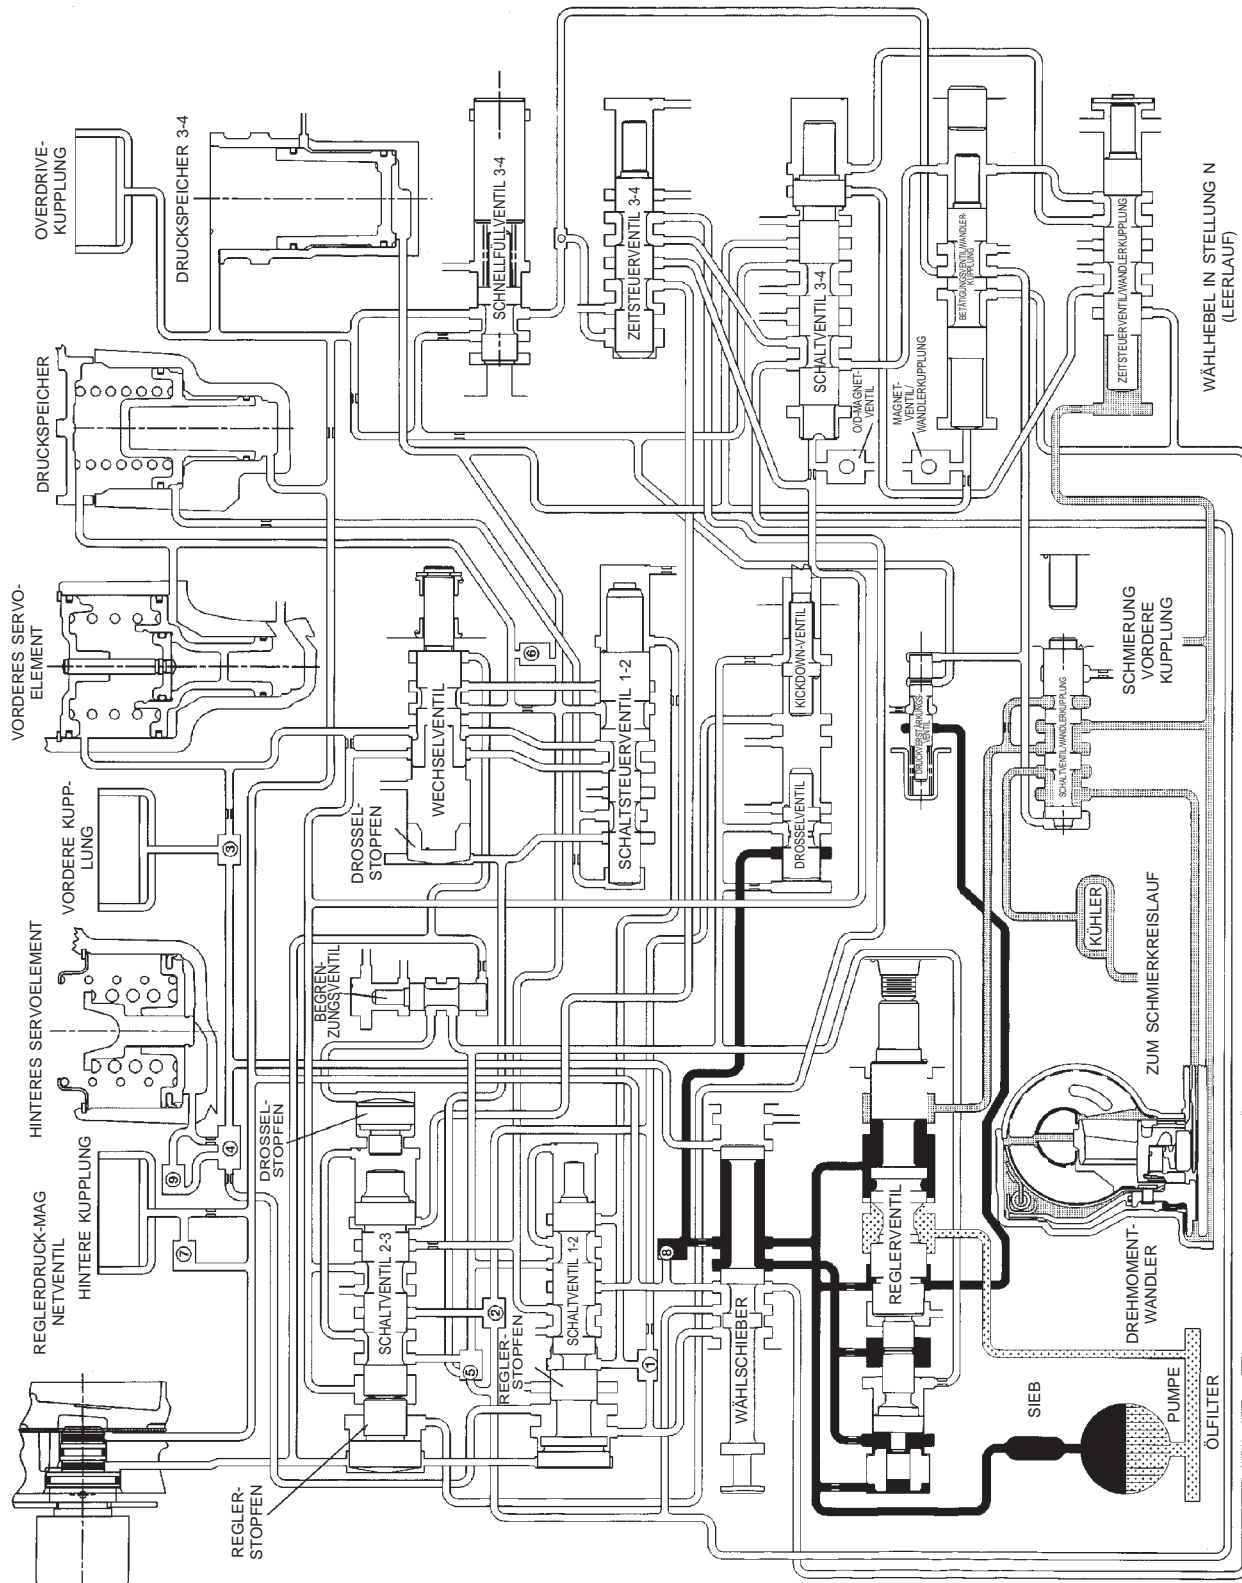 OVERDRIVE-
KUPPLUNG
DRUCKSPEICHER 3-4
SCHNELLFÜLLVENTIL 3-4
ZEITSTEUERVENTIL 3-4
SCHALTVENTIL 3-4
O/D-MAGNET-
VENTIL
MAGNET-
VENTIL/
WANDLERKUPPLUNG
BETÄTIGUNGSVENTIL/WANDLER-
KUPPLUNG
ZEITSTEUERVENTIL/WANDLERKUPPLUNG
WÄHLHEBEL IN STELLUNG N
(LEERLAUF)
DRUCKSPEICHER
VORDERES SERVO-
ELEMENT
WECHSELVENTIL
DROSSEL-
STOPFEN
6
SCHALTSTEUERVENTIL 1-2
KICKDOWN-VENTIL
DROSSELVENTIL
DRUCKVERSTÄRKUNGS-
VENTIL
SCHALTVENTIL/WANDLERKUPPLUNG
SCHMIERUNG
VORDERE
KUPPLUNG
VORDERE KUPP-
LUNG
3
HINTERES SERVOELEMENT
BEGREN-
ZUNGSVENTIL
KÜHLER
ZUM SCHMIERKREISLAUF
REGLERDRUCK-MAG
NETVENTIL
HINTERE KUPPLUNG
7
9
4
DROSSEL-
STOPFEN
SCHALTVENTIL 2-3
2
5
REGLER-
STOPFEN
SCHALTVENTIL 1-2
1
8
WÄHLSCHIEBER
REGLERVENTIL
DREHMOMENT-
WANDLER
REGLER-
STOPFEN
SIEB
PUMPE
ÖLFILTER